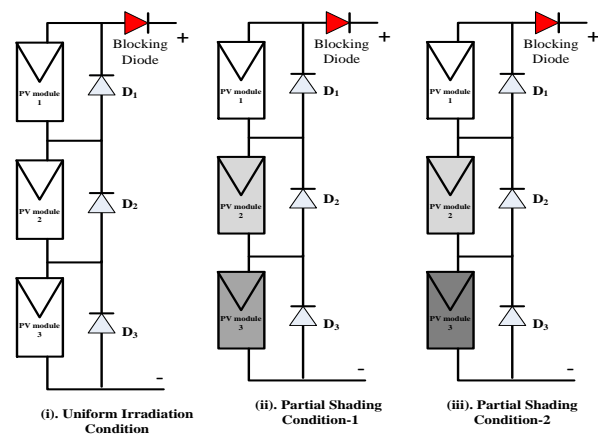 +
Blocking
Diode
PV module
1
D1
PV module
2
D2
PV module
3
D3
-
(i). Uniform Irradiation
Condition
+
Blocking
Diode
PV module
1
D1
PV module
2
D2
PV module
3
D3
-
(ii). Partial Shading
Condition-1
+
Blocking
Diode
PV module
1
D1
PV module
2
D2
PV module
3
D3
-
(iii). Partial Shading
Condition-2